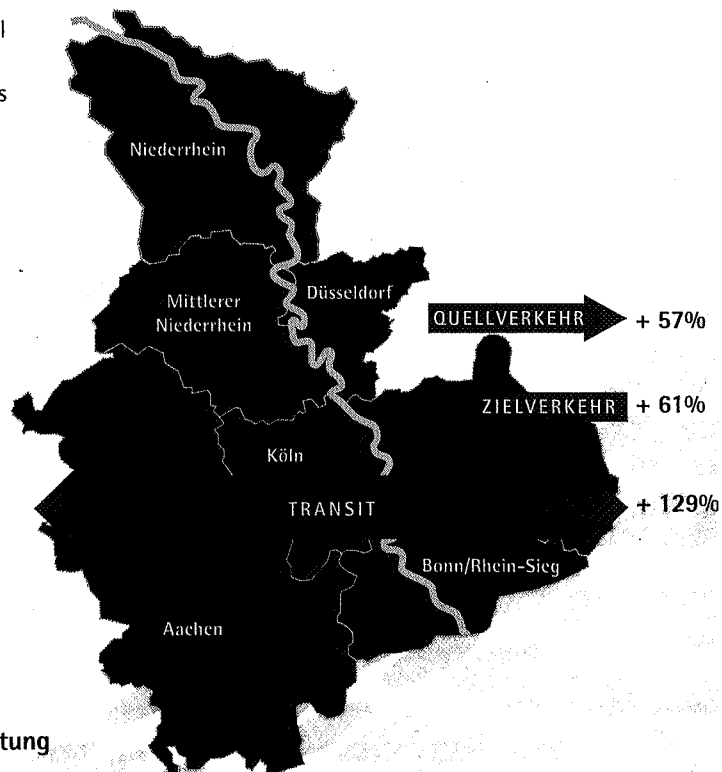 Niederrhein
Mittlerer
Niederrhein
Düsseldorf
QUELLVERKEHR
+ 57%
ZIELVERKEHR
+ 61%
Köln
TRANSIT
+ 129%
Bonn/Rhein-Sieg
Aachen
tung